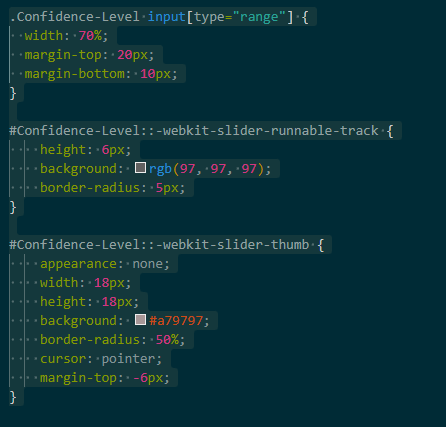 .Confidence-Level input[type="range"] {
  width: 70%;
  margin-top: 20px;
  margin-bottom: 10px;
}
#Confidence-Level::-webkit-slider-runnable-track {
    height: 6px;
    background: rgb(97, 97, 97);
    border-radius: 5px;
}
#Confidence-Level::-webkit-slider-thumb {
    appearance: none;
    width: 18px;
    height: 18px;
    background: #a79797;
    border-radius: 50%;
    cursor: pointer;
    margin-top: -6px;
}